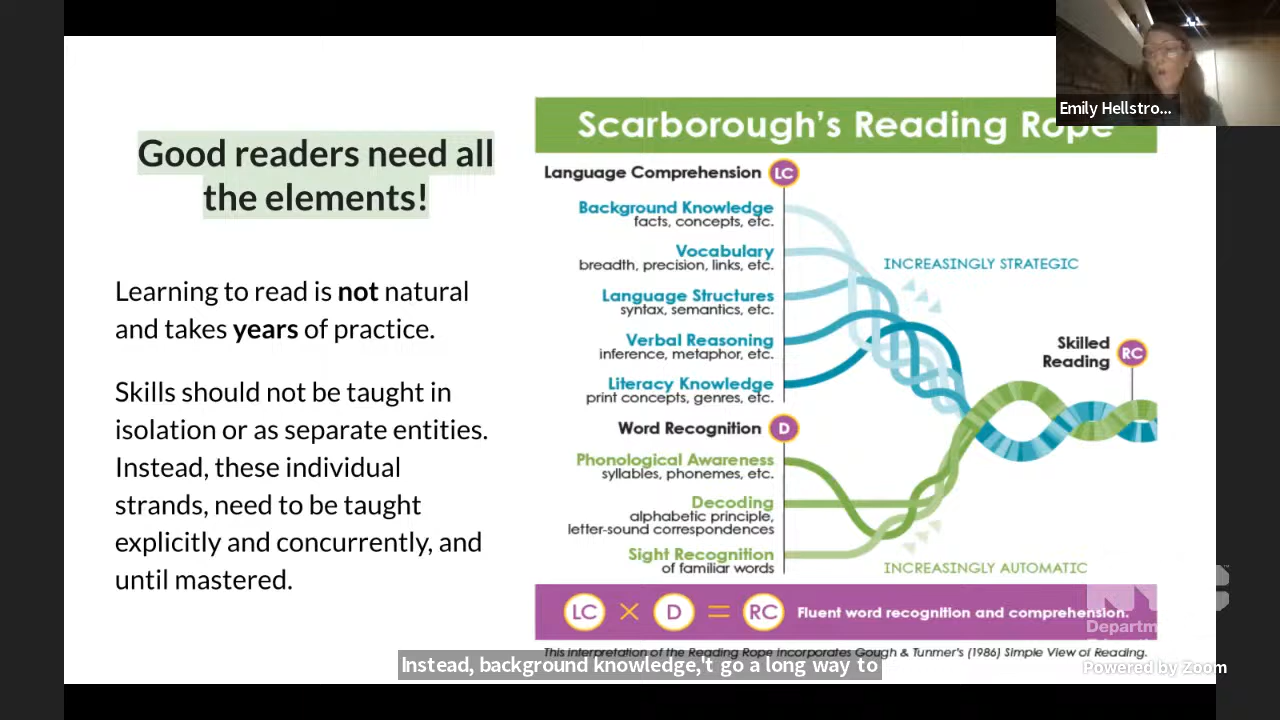 Emily Hellstro...
Good readers need all
the elements!
Learning to read is not natural
and takes years of practice.
Skills should not be taught in
isolation or as separate entities.
Instead, these individual
strands, need to be taught
explicitly and concurrently, and
until mastered.
Scarborough's Reading Rope
Language Comprehension LC
Background Knowledge
facts, concepts, etc.
Vocabulary
breadth, precision, links, etc.
Language Structures
syntax, semantics, etc.
Verbal Reasoning
inference, metaphor, etc.
Literacy Knowledge
print concepts, genres, etc.
Word Recognition D
Phonological Awareness
syllables, phonemes, etc.
Decoding
alphabetic principle,
letter-sound correspondences
Sight Recognition
of familiar words
INCREASINGLY STRATEGIC
Skilled
Reading RC
INCREASINGLY AUTOMATIC
LC × D = RC Fluent word recognition and comprehension.
NYC
Departm
This interpretation of the Reading Rope incorporates Gough & Tunmer's (1986) Simple View of Reading.
Instead, background knowledge,'t go a long way to
Powered by Zoom